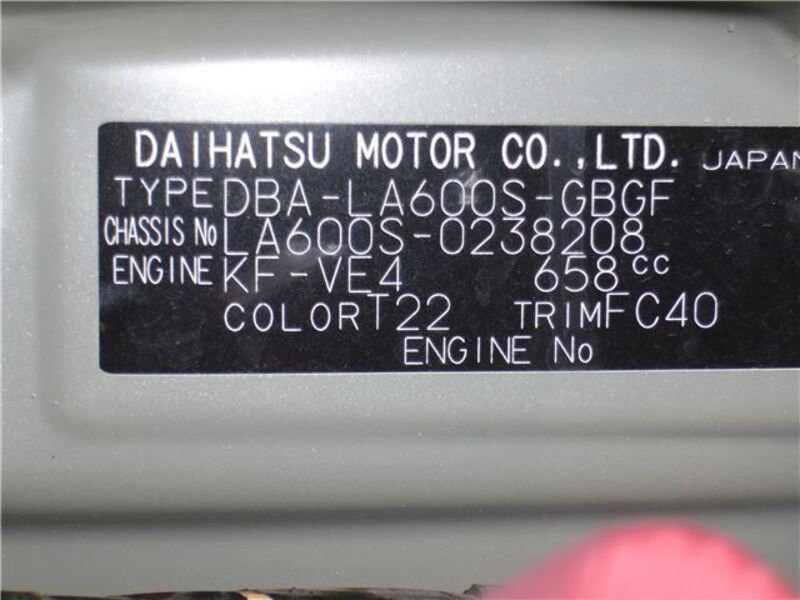 DAIHATSU MOTOR CO.,LTD. JAPAN
TYPE DBA-LA600S-GBGF
CHASSIS No LA600S-0238208
ENGINE KF-VE4 658cc
COLOR T22 TRIM FC40
ENGINE No